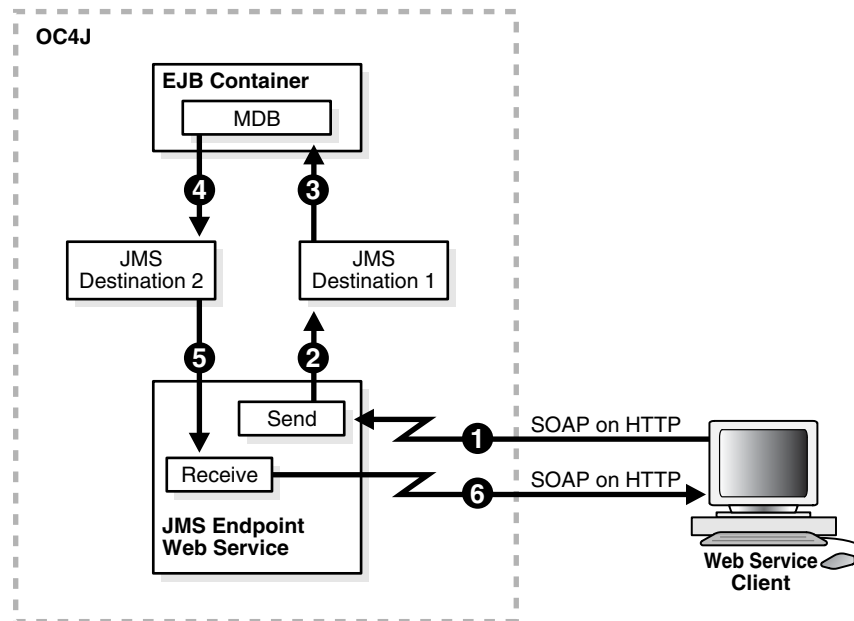 OC4J
EJB Container
MDB
4
3
JMS
Destination 2
JMS
Destination 1
5
2
Send
1
SOAP on HTTP
Receive
6
SOAP on HTTP
JMS Endpoint
Web Service
Web Service
Client